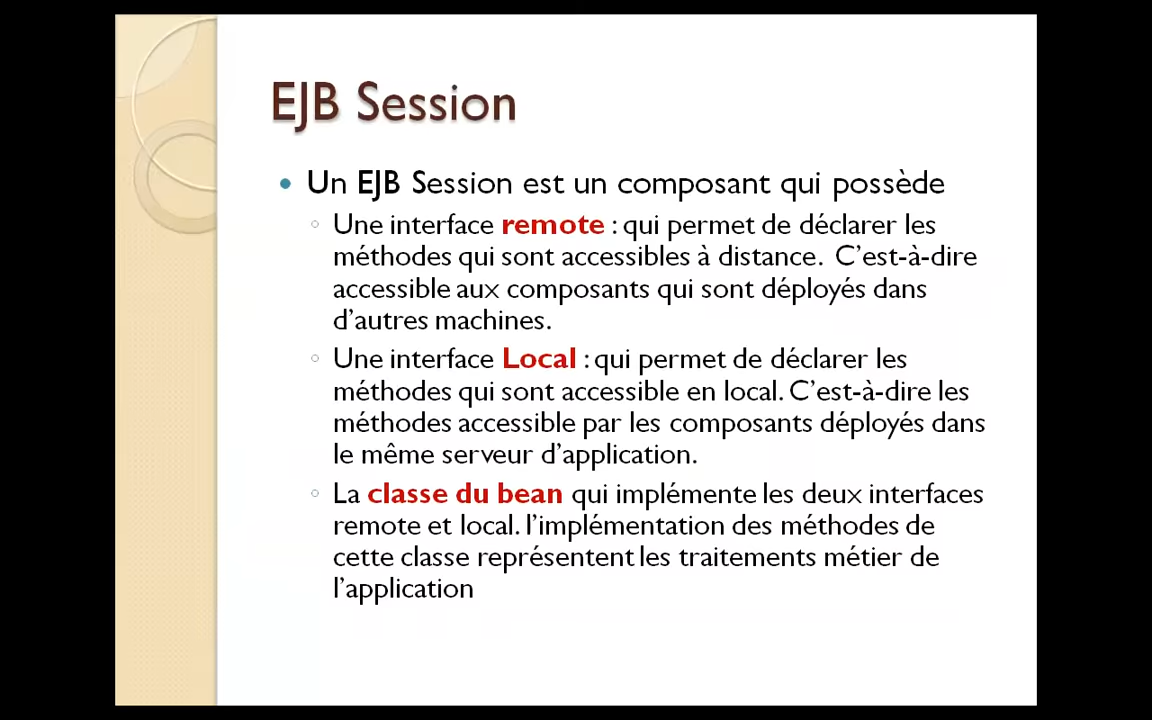 EJB Session
Un EJB Session est un composant qui possède
Une interface remote : qui permet de déclarer les
méthodes qui sont accessibles à distance. C’est-à-dire
accessible aux composants qui sont déployés dans
d’autres machines.
Une interface Local : qui permet de déclarer les
méthodes qui sont accessible en local. C’est-à-dire les
méthodes accessible par les composants déployés dans
le même serveur d’application.
La classe du bean qui implémente les deux interfaces
remote et local. l’implémentation des méthodes de
cette classe représentent les traitements métier de
l’application